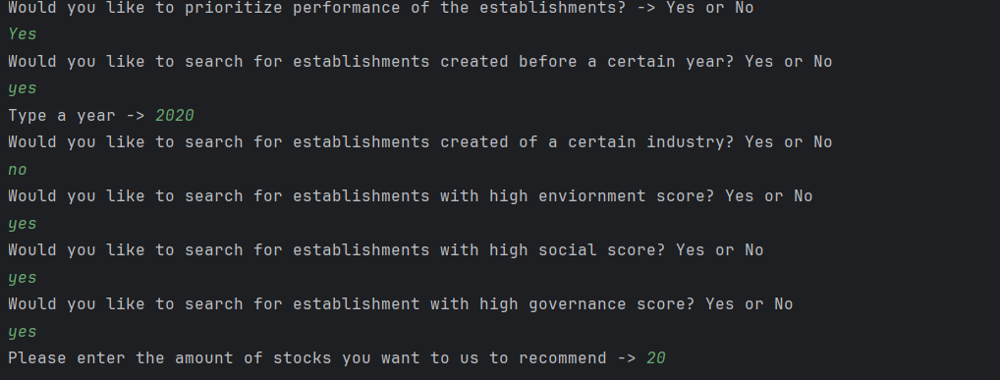 Would you like to prioritize performance of the establishments? -> Yes or No
Yes
Would you like to search for establishments created before a certain year? Yes or No
yes
Type a year -> 2020
Would you like to search for establishments created of a certain industry? Yes or No
no
Would you like to search for establishments with high enviornment score? Yes or No
yes
Would you like to search for establishments with high social score? Yes or No
yes
Would you like to search for establishment with high governance score? Yes or No
yes
Please enter the amount of stocks you want to us to recommend -> 20